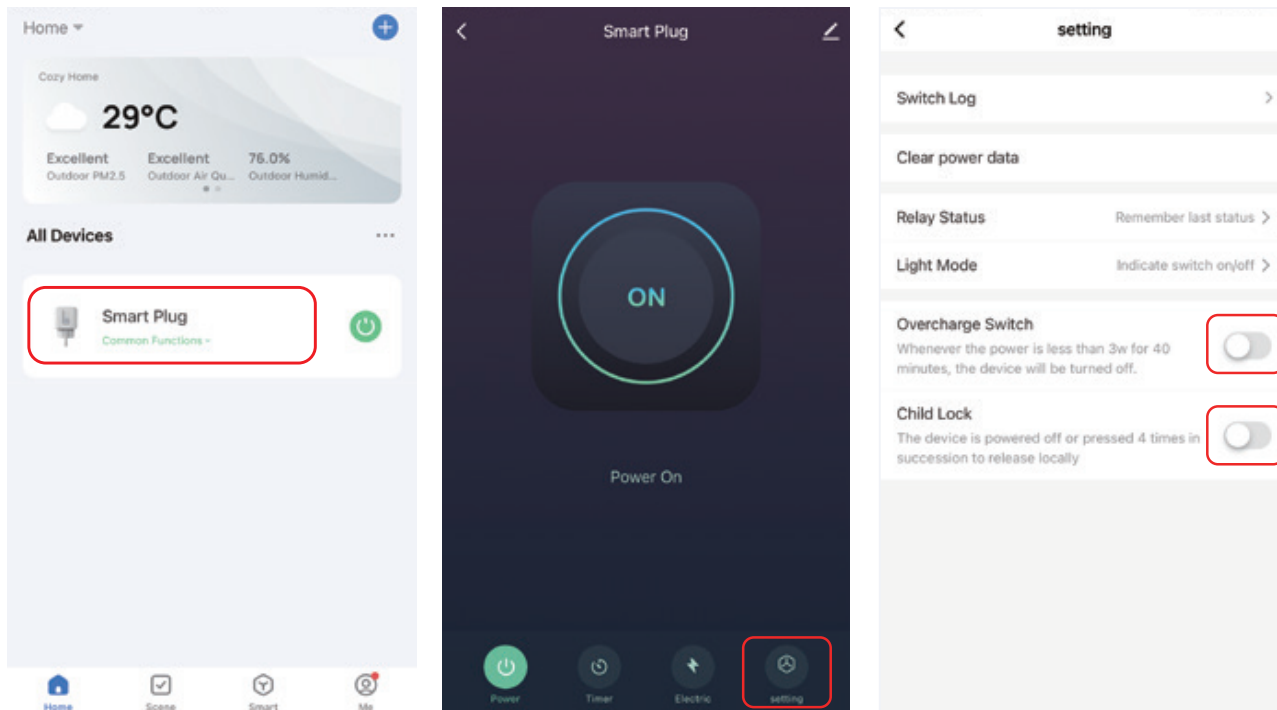 Home
Cozy Home
29°C
Excellent Excellent 76.0%
Outdoor PM2.5 Outdoor Air Qu... Outdoor Humid...
All Devices
Smart Plug
Common Functions
Home Scene Smart Me
Smart Plug
ON
Power On
Power Timer Electric setting
setting
Switch Log
Clear power data
Relay Status Remember last status
Light Mode Indicate switch on/off
Overcharge Switch
Whenever the power is less than 3w for 40
minutes, the device will be turned off.
Child Lock
The device is powered off or pressed 4 times in
succession to release locally